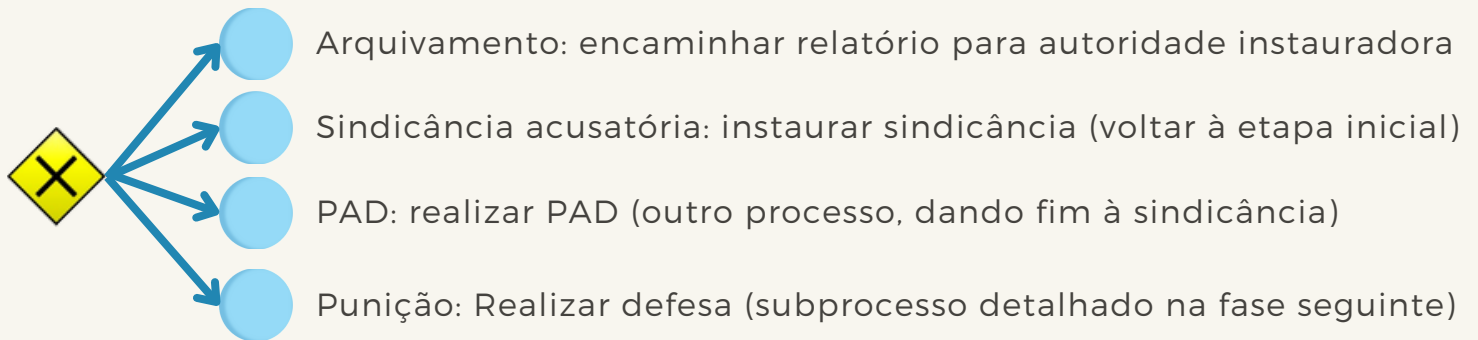 Arquivamento: encaminhar relatório para autoridade instauradora
Sindicância acusatória: instaurar sindicância (voltar à etapa inicial)
PAD: realizar PAD (outro processo, dando fim à sindicância)
Punição: Realizar defesa (subprocesso detalhado na fase seguinte)